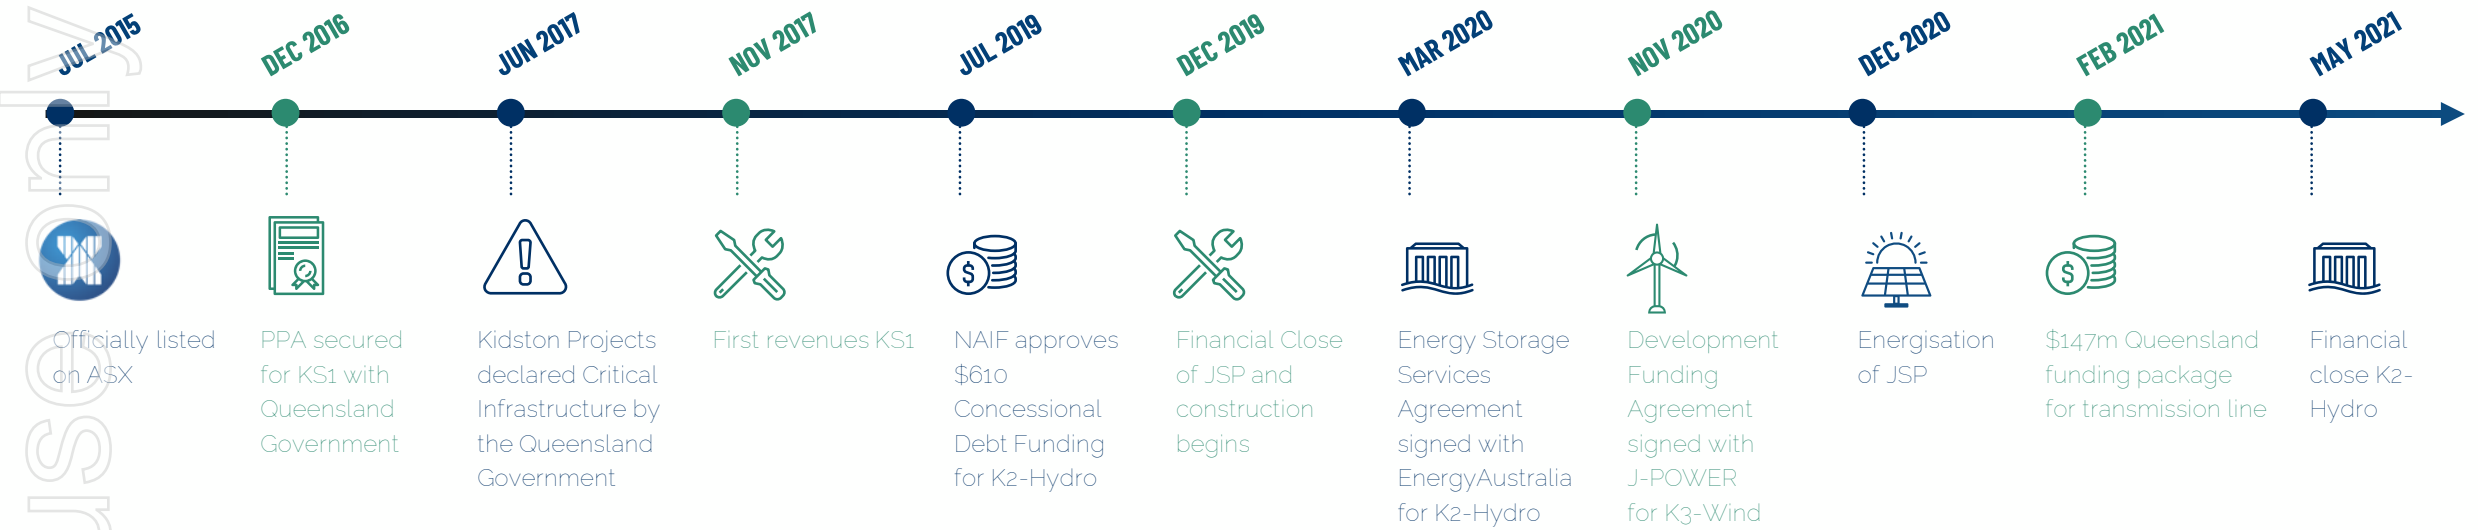 JUL 2015
DEC 2016
JUN 2017
NOV 2017
JUL 2019
DEC 2019
MAR 2020
NOV 2020
DEC 2020
FEB 2021
MAY 2021
Officially listed
on ASX
PPA secured
for KS1 with
Queensland
Government
Kidston Projects
declared Critical
Infrastructure by
the Queensland
Government
First revenues KS1
NAIF approves
$610
Concessional
Debt Funding
for K2-Hydro
Financial Close
of JSP and
construction
begins
Energy Storage
Services
Agreement
signed with
EnergyAustralia
for K2-Hydro
Development
Funding
Agreement
signed with
J-POWER
for K3-Wind
Energisation
of JSP
$147m Queensland
funding package
for transmission line
Financial
close K2-
Hydro